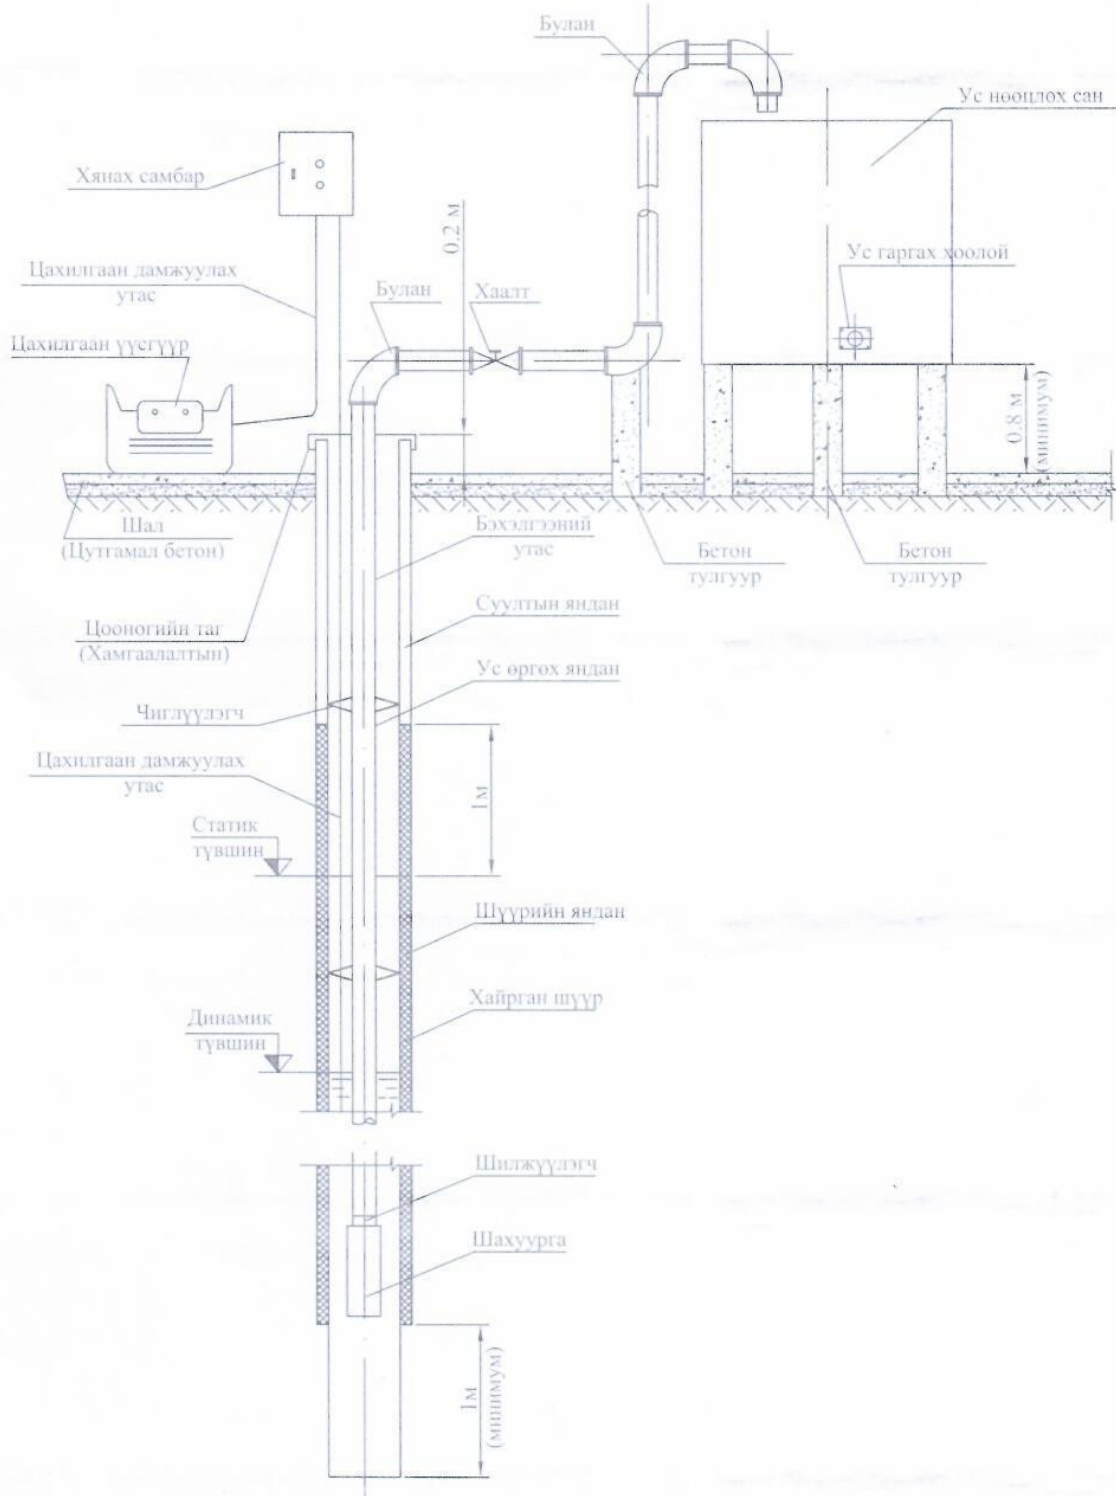 Булан
Ус нөөцлөх сан
Хянах самбар
0.2 м
Ус гаргах хоолой
Цахилгаан дамжуулах
утас
Булан
Хаалт
Цахилгаан үүсгүүр
0.8 м
(минимум)
Шал
(Цутгамал бетон)
Бэхэлгээний
утас
Бетон
тулгуур
Бетон
тулгуур
Суултын яндан
Цооногийн таг
(Хамгаалалтын)
Ус өргөх яндан
Чиглүүлэгч
Цахилгаан дамжуулах
утас
1м
Статик
түвшин
Шүүрийн яндан
Хайрган шүүр
Динамик
түвшин
Шилжүүлэгч
Шахуурга
1м
(минимум)